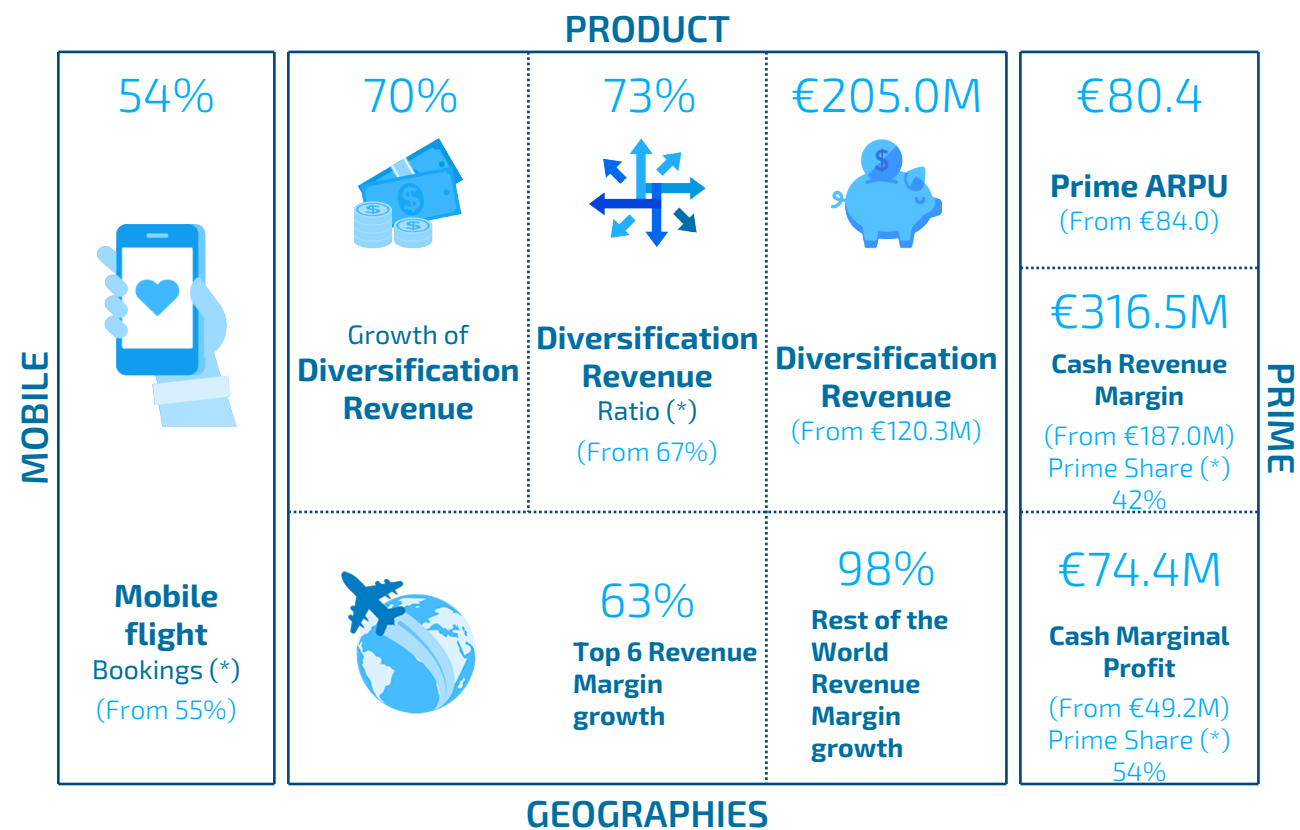 PRODUCT
MOBILE
54%
Mobile
flight
Bookings (*)
(From 55%)
70%
$
$
$
Growth of
Diversification
Revenue
73%
Diversification
Revenue
Ratio (*)
(From 67%)
€205.0M
$
Diversification
Revenue
(From €120.3M)
63%
Top 6 Revenue
Margin
growth
98%
Rest of the
World
Revenue
Margin
growth
GEOGRAPHIES
€80.4
Prime ARPU
(From €84.0)
€316.5M
Cash Revenue
Margin
(From €187.0M)
Prime Share (*)
42%
€74.4M
Cash Marginal
Profit
(From €49.2M)
Prime Share (*)
54%
PRIME